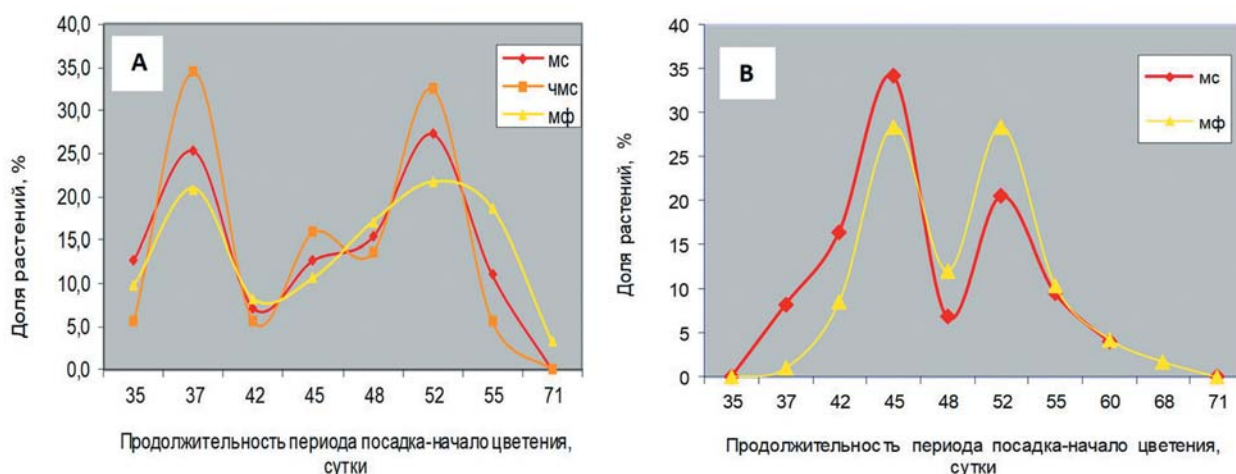 A
мс
чмс
мф
Доля растений, %
40,0
35,0
30,0
25,0
20,0
15,0
10,0
5,0
0,0
35 37 42 45 48 52 55 71
Продолжительность периода посадка-начало цветения,
сутки
B
мс
мф
Доля растений, %
40
35
30
25
20
15
10
5
0
35 37 42 45 48 52 55 60 68 71
Продолжительность периода посадка-начало цветения,
сутки